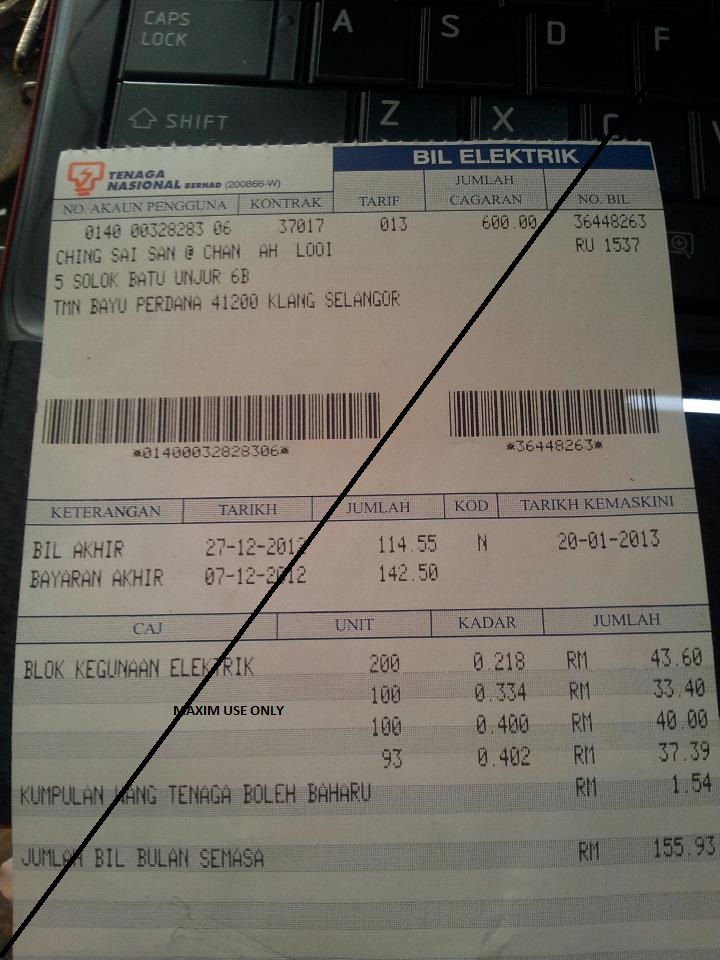 CAPS LOCK
A S D F
SHIFT
Z X C
TENAGA NASIONAL BERHAD (200866-W)
BIL ELEKTRIK
NO. AKAUN PENGGUNA KONTRAK TARIF JUMLAH CAGARAN NO. BIL
0140 00328283 06 37017 013 600.00 36448263
CHING SAI SAN @ CHAN AH LOOI RU 1537
5 SOLOK BATU UNJUR 6B
TMN BAYU PERDANA 41200 KLANG SELANGOR
*01400032828306* *36448263*
KETERANGAN TARIKH JUMLAH KOD TARIKH KEMASKINI
BIL AKHIR 27-12-2012 114.55 N 20-01-2013
BAYARAN AKHIR 07-12-2012 142.50
CAJ UNIT KADAR JUMLAH
BLOK KEGUNAAN ELEKTRIK 200 0.218 RM 43.60
100 0.334 RM 33.40
MAXIM USE ONLY
100 0.400 RM 40.00
93 0.402 RM 37.39
KUMPULAN WANG TENAGA BOLEH BAHARU RM 1.54
JUMLAH BIL BULAN SEMASA RM 155.93